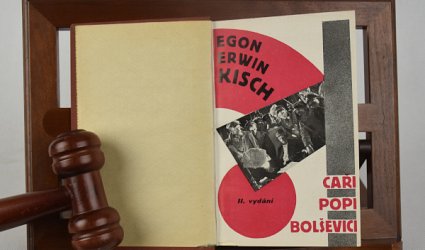 EGON
ERWIN
KISCH
II. vydání
CAŘI
POPI
BOLŠEVICI